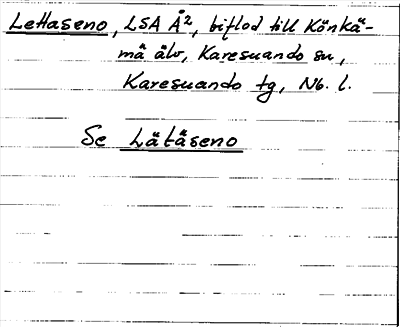 Lettaseno, LSA Å², biflod till Könkä-
mä älv, Karesuando sn,
Karesuando tg, Nb. l.
Se Lätäseno